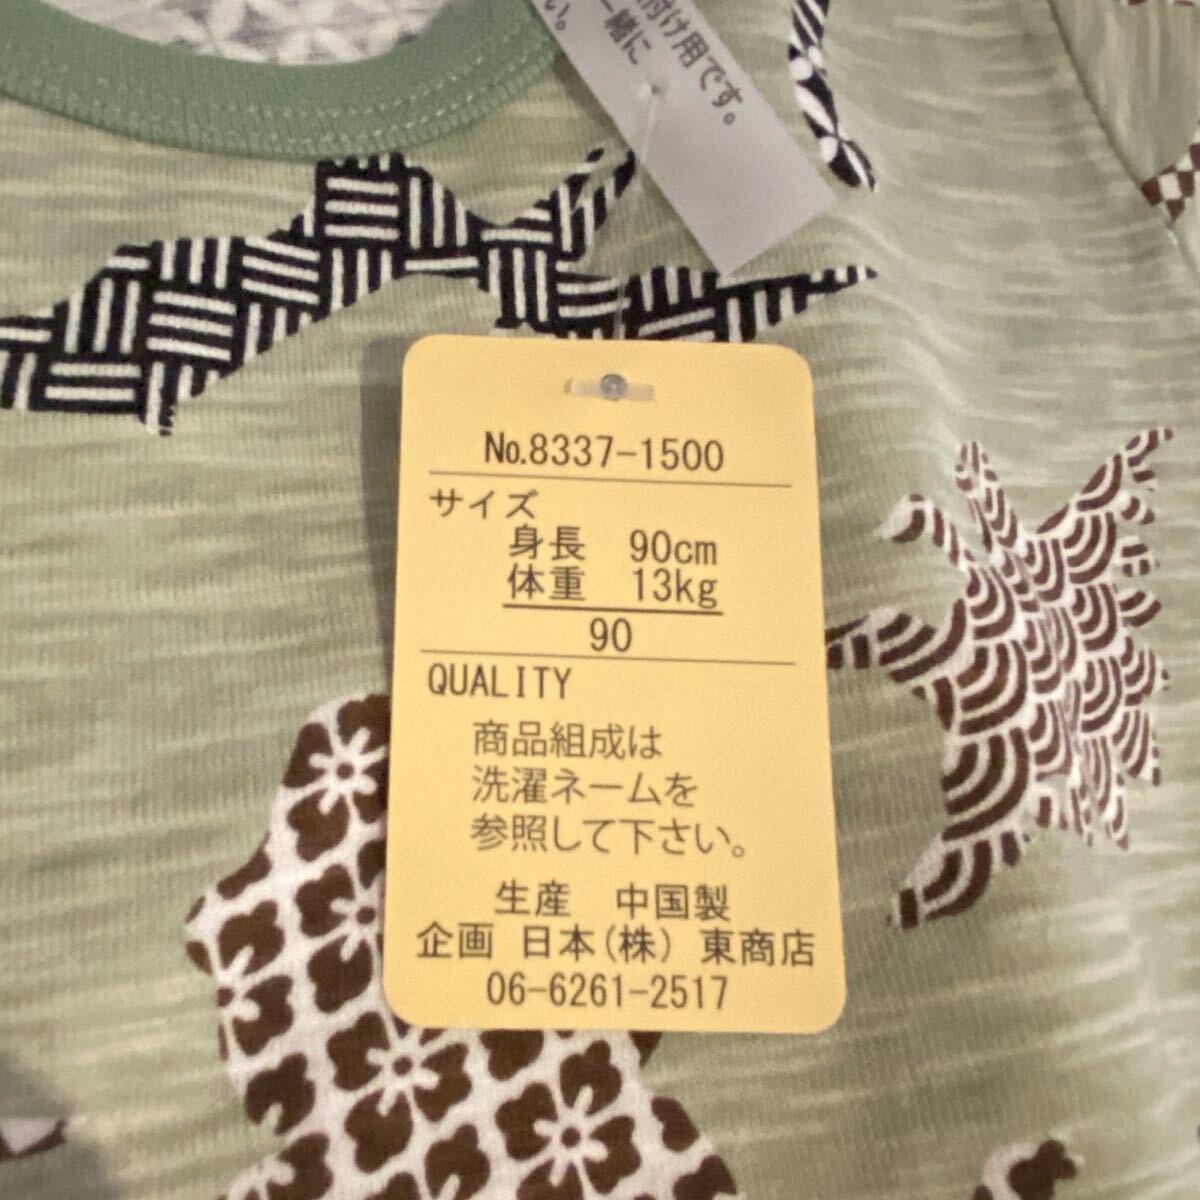 付け用です。
一緒に
い。
No.8337-1500
サイズ
身長 90cm
体重 13kg
90
QUALITY
商品組成は
洗濯ネームを
参照して下さい。
生産 中国製
企画 日本(株) 東商店
06-6261-2517